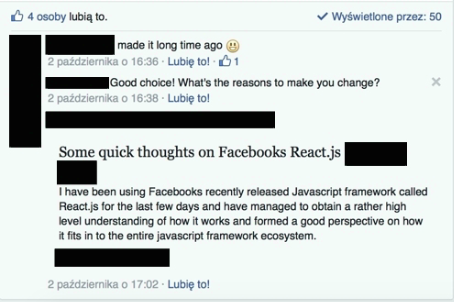 4 osoby lubią to. Wyświetlone przez: 50
made it long time ago
2 października o 16:36 · Lubię to! · 1
Good choice! What's the reasons to make you change?
2 października o 16:38 · Lubię to!
Some quick thoughts on Facebooks React.js
I have been using Facebooks recently released Javascript framework called
React.js for the last few days and have managed to obtain a rather high
level understanding of how it works and formed a good perspective on how
it fits in to the entire javascript framework ecosystem.
2 października o 17:02 · Lubię to!